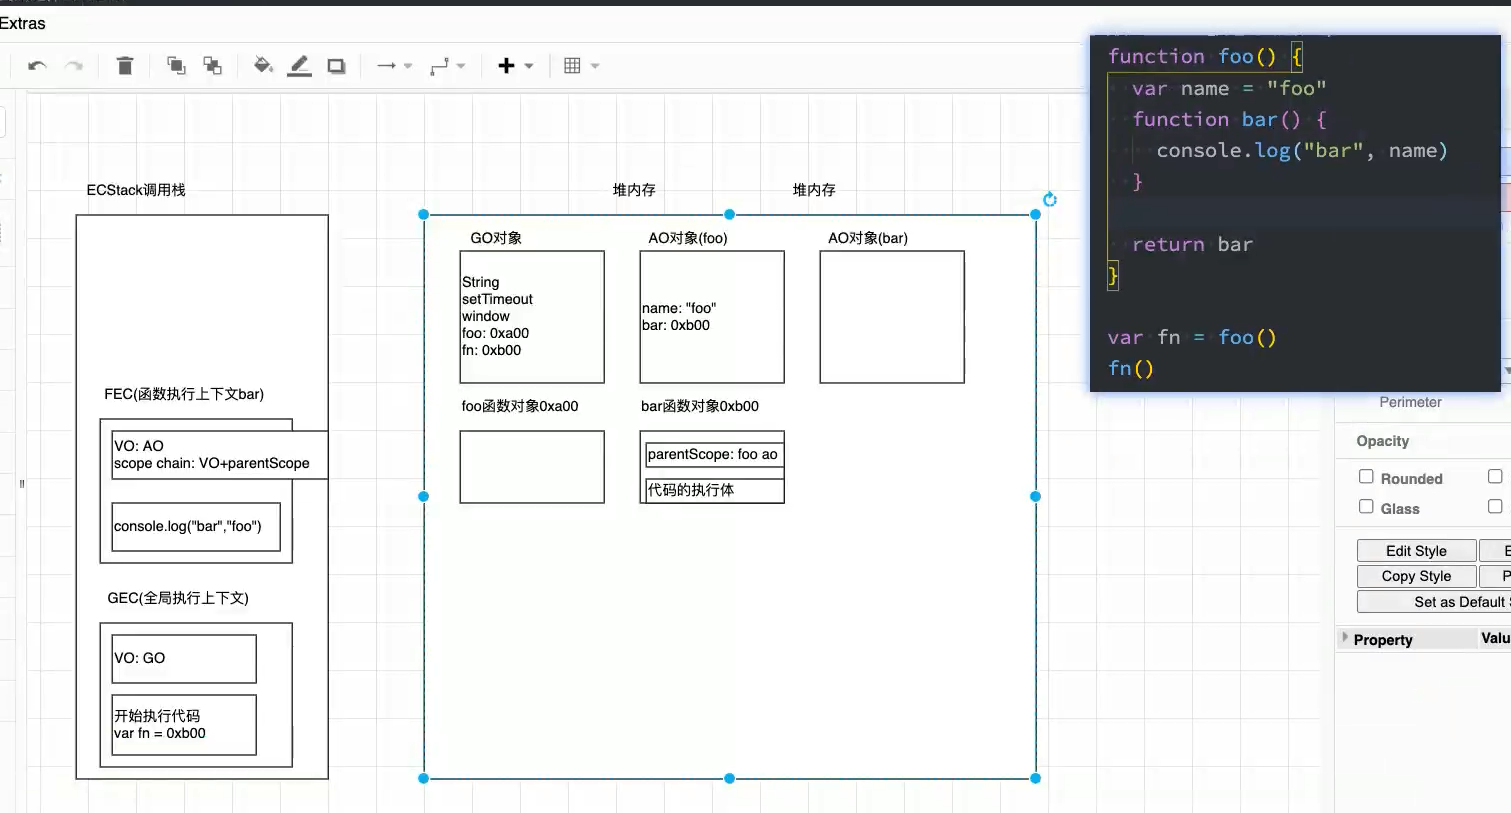 Extras
ECStack调用栈
FEC(函数执行上下文bar)
VO: AO
scope chain: VO+parentScope
console.log("bar","foo")
GEC(全局执行上下文)
VO: GO
开始执行代码
var fn = 0xb00
堆内存
堆内存
GO对象
String
setTimeout
window
foo: 0xa00
fn: 0xb00
AO对象(foo)
name: "foo"
bar: 0xb00
AO对象(bar)
foo函数对象0xa00
bar函数对象0xb00
parentScope: foo ao
代码的执行体
function foo() {
var name = "foo"
function bar() {
console.log("bar", name)
}
return bar
}
var fn = foo()
fn()
Perimeter
Opacity
Rounded
Glass
Edit Style
Copy Style
Set as Default
Property
Valu